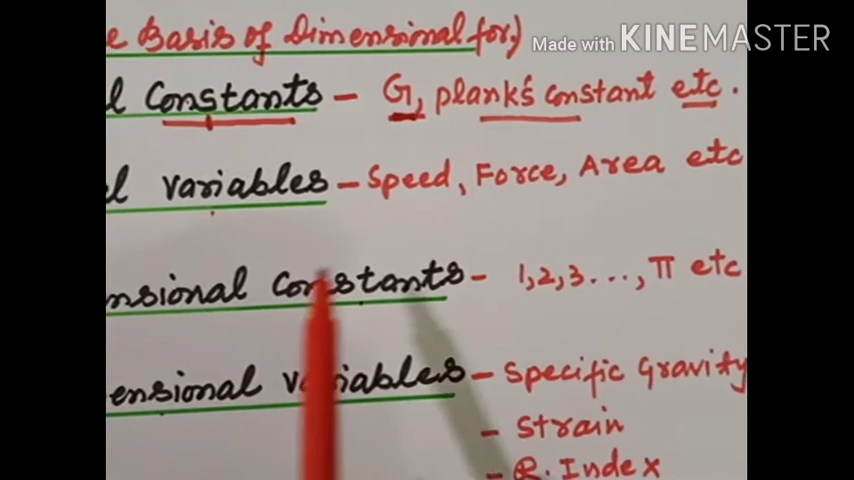 e Basis of Dimensional for.)
Made with KINEMASTER
l Constants - G, plank's constant etc.
l variables - Speed, Force, Area etc
nsional Constants - 1,2,3..., π etc
ensional variables - Specific Gravity
- Strain
- R. Index